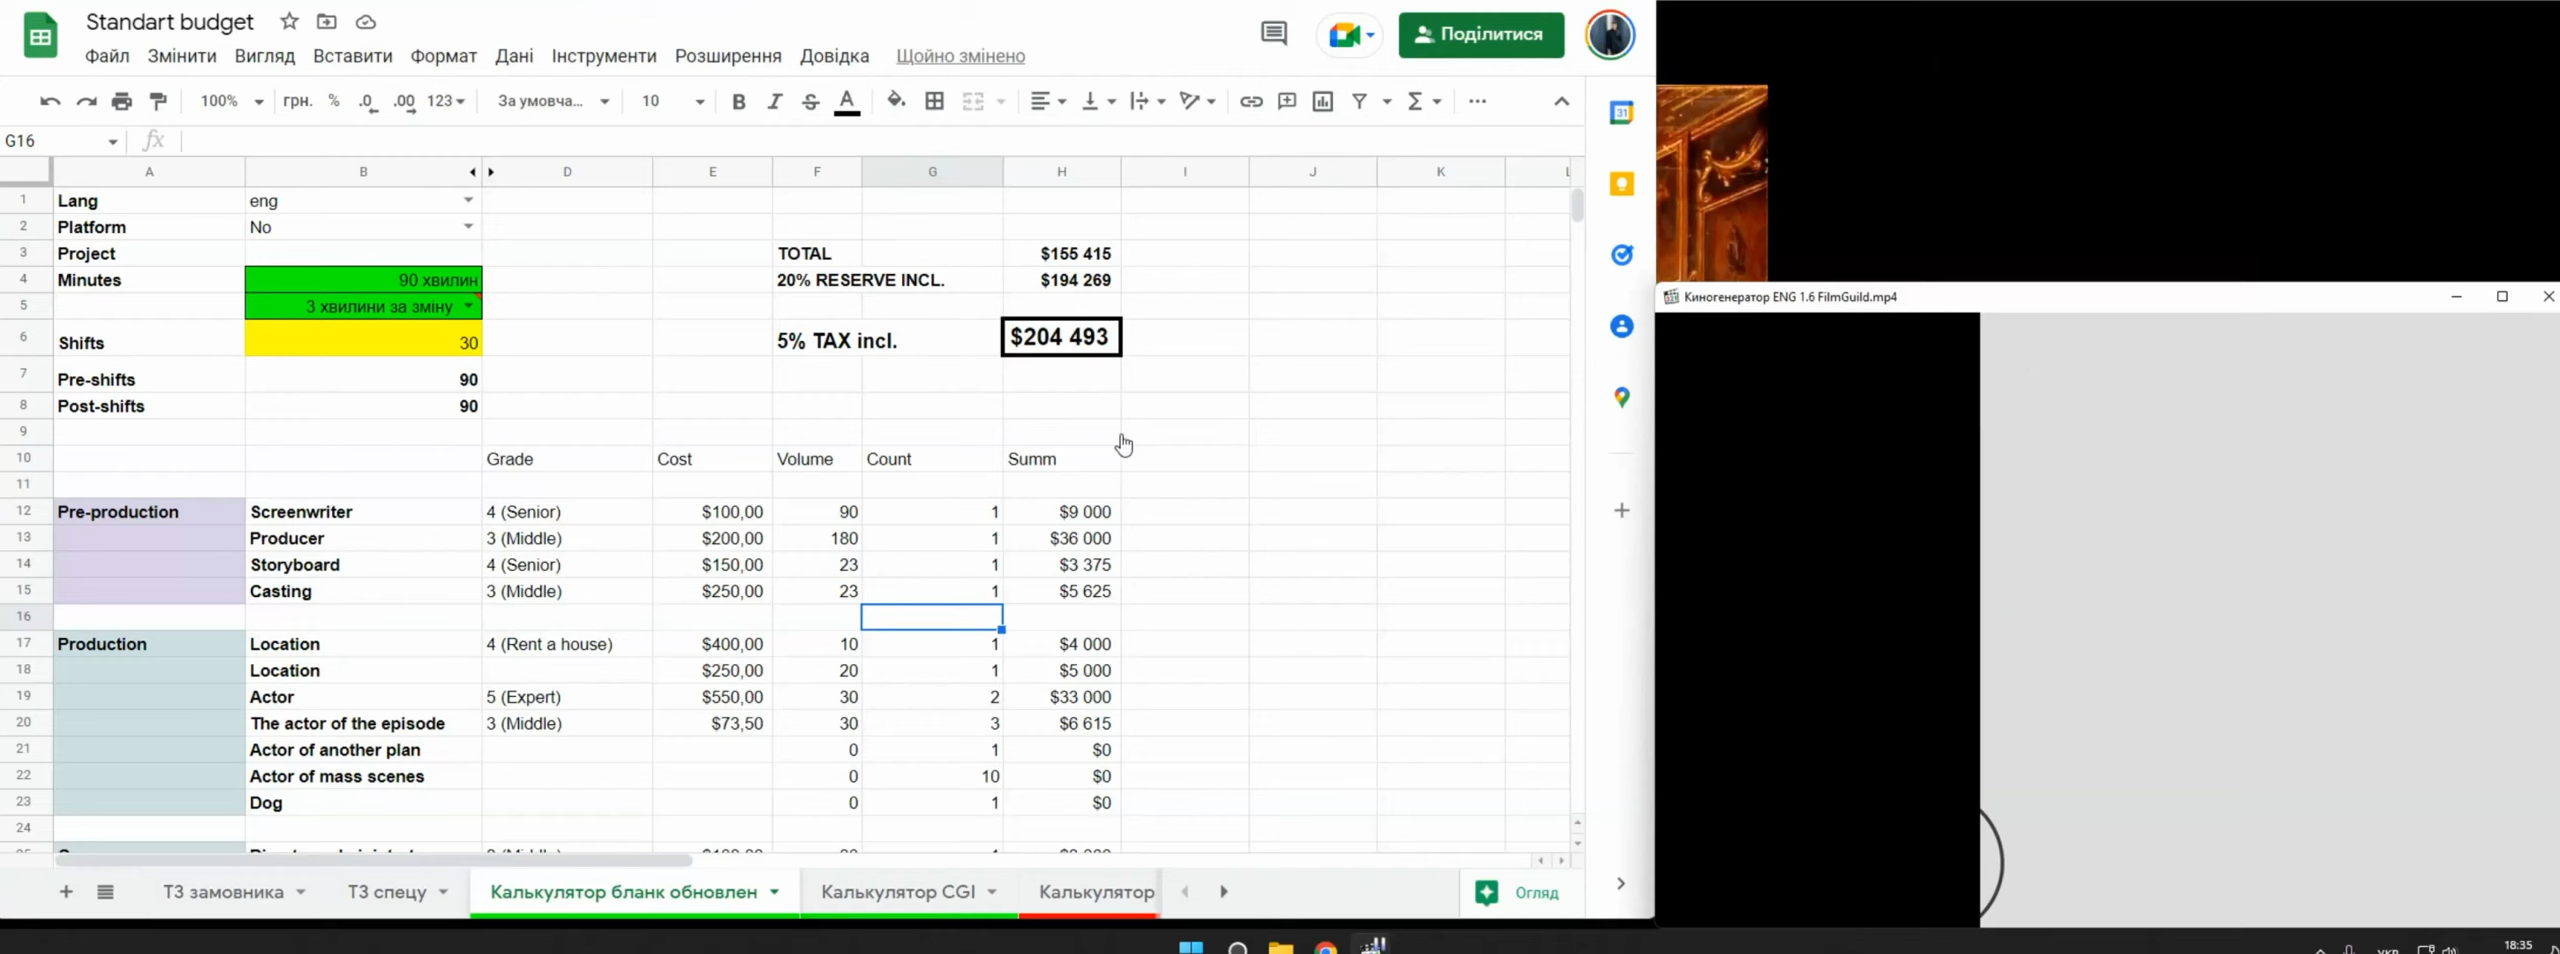 Standart budget
Файл Змінити Вигляд Вставити Формат Дані Інструменти Розширення Довідка Щойно змінено
Поділитися
100% грн. % .0 .00 123 За умовча... 10 B I S A
G16 fx
A B D E F G H I J K L
1 Lang eng
2 Platform No
3 Project TOTAL $155 415
4 Minutes 90 хвилин 20% RESERVE INCL. $194 269
5 3 хвилини за зміну
6 Shifts 30 5% TAX incl. $204 493
7 Pre-shifts 90
8 Post-shifts 90
9
10 Grade Cost Volume Count Summ
11
12 Pre-production Screenwriter 4 (Senior) $100,00 90 1 $9 000
13 Producer 3 (Middle) $200,00 180 1 $36 000
14 Storyboard 4 (Senior) $150,00 23 1 $3 375
15 Casting 3 (Middle) $250,00 23 1 $5 625
16
17 Production Location 4 (Rent a house) $400,00 10 1 $4 000
18 Location $250,00 20 1 $5 000
19 Actor 5 (Expert) $550,00 30 2 $33 000
20 The actor of the episode 3 (Middle) $73,50 30 3 $6 615
21 Actor of another plan 0 1 $0
22 Actor of mass scenes 0 10 $0
23 Dog 0 1 $0
24
ТЗ замовника ТЗ спецу Калькулятор бланк обновлен Калькулятор CGI Калькулятор Огляд
31
Киногенератор ENG 1.6 FilmGuild.mp4
18:35